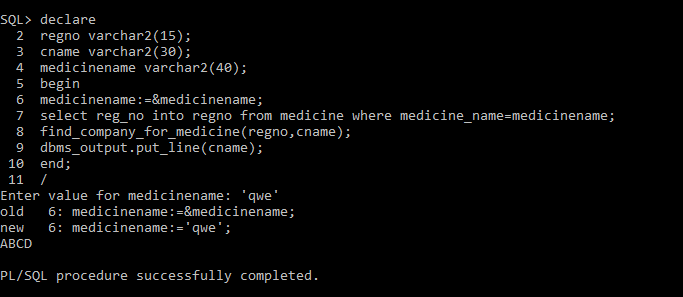 SQL> declare
2 regno varchar2(15);
3 cname varchar2(30);
4 medicinename varchar2(40);
5 begin
6 medicinename:=&medicinename;
7 select reg_no into regno from medicine where medicine_name=medicinename;
8 find_company_for_medicine(regno,cname);
9 dbms_output.put_line(cname);
10 end;
11 /
Enter value for medicinename: 'qwe'
old 6: medicinename:=&medicinename;
new 6: medicinename:='qwe';
ABCD
PL/SQL procedure successfully completed.